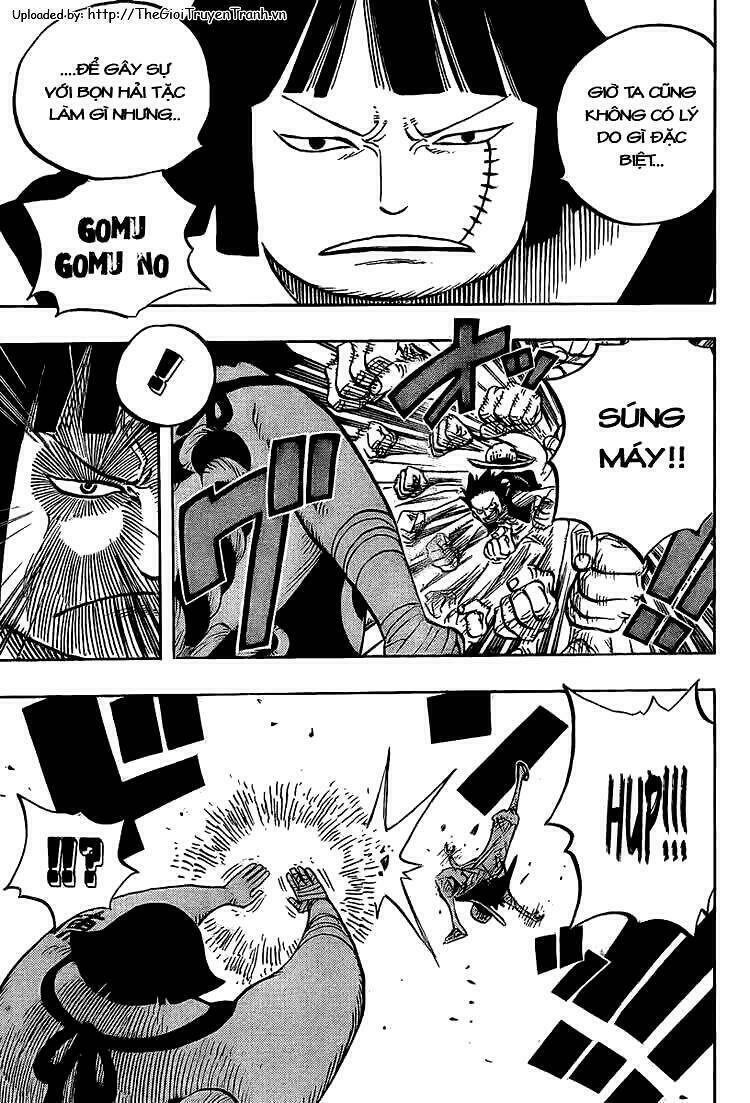 Uploaded by: http://TheGioiTruyenTranh.vn
GIỜ TA CŨNG
KHÔNG CÓ LÝ
DO GÌ ĐẶC
BIỆT...
....ĐỂ GÂY SỰ
VỚI BỌN HẢI TẶC
LÀM GÌ NHƯNG..
GOMU
GOMU NO
SÚNG
MÁY!!
!
HUP!!!
!!?